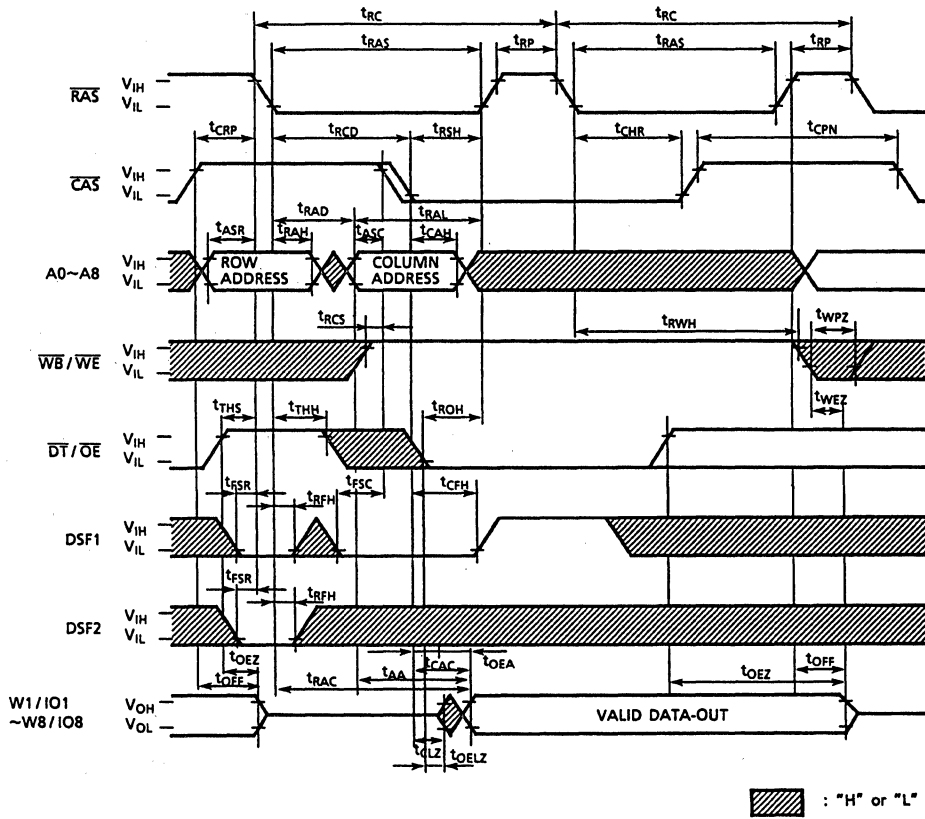 tRC tRC
tRAS tRP tRAS tRP
RAS VIH
VIL
tCRP tRCD tRSH tCHR tCPN
CAS VIH
VIL
tRAD tRAL
tASR tRAH tASC tCAH
A0~A8 VIH
VIL
ROW ADDRESS
COLUMN ADDRESS
tRCS tRWH tWPZ
WB / WE VIH
VIL
tWEZ
tTHS tTHH tROH
DT / OE VIH
VIL
tFSR tRFH tFSC tCFH
DSF1 VIH
VIL
tFSR tRFH
DSF2 VIH
VIL
tOEZ tCAC tOEA
tOFF tRAC tAA tOEZ tOFF
W1 / IO1
~W8 / IO8
VOH
VOL
VALID DATA-OUT
tCLZ tOELZ
: "H" or "L"